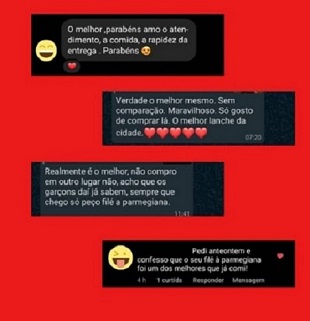 O melhor ,parabéns amo o aten-
dimento, a comida, a rapidez da
entrega . Parabéns 😍
❤️
Verdade o melhor mesmo. Sem
comparação. Maravilhoso. Só gosto
de comprar lá. O melhor lanche da
cidade.❤️❤️❤️❤️❤️
07:20
Realmente é o melhor, não compro
em outro lugar não, acho que os
garçons daí já sabem, sempre que
chego só peço filé a parmegiana.
11:41
Pedi anteontem e
confesso que o seu filé à parmegiana
foi um dos melhores que já comi!
4 h 1 curtida Responder Mensagem